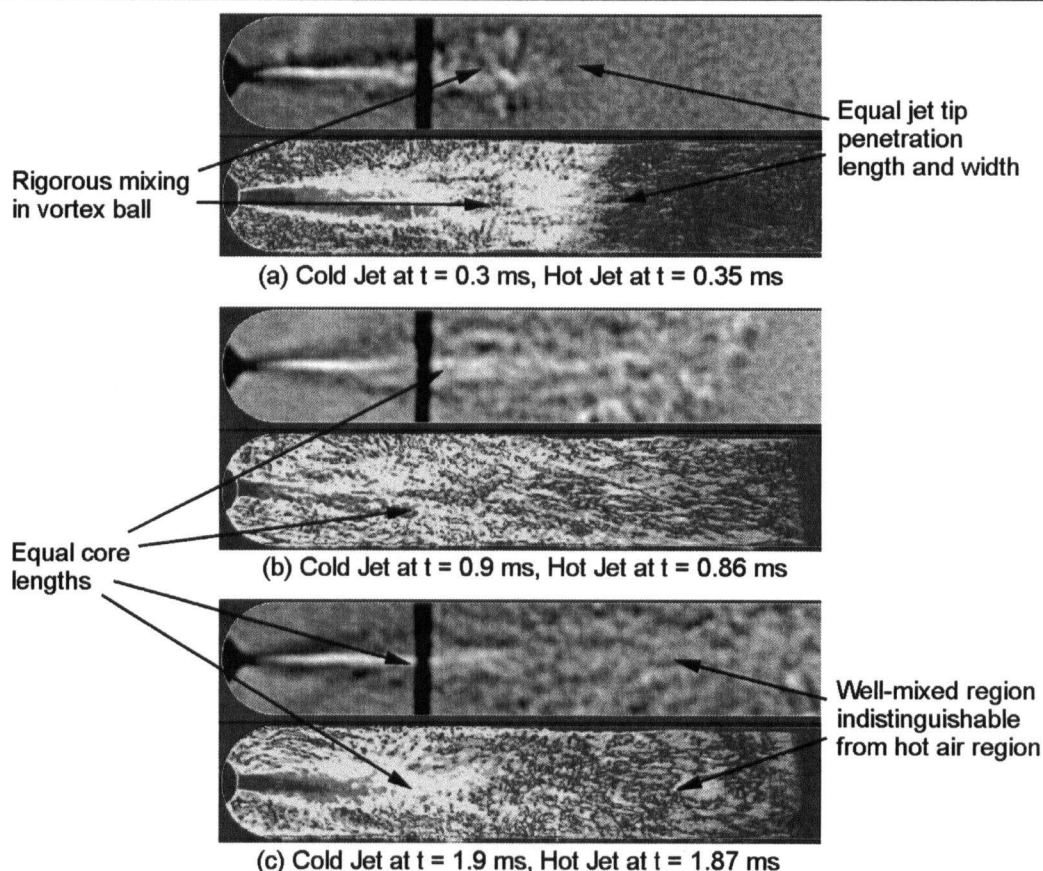 Equal jet tip
penetration
length and width
Rigorous mixing
in vortex ball
(a) Cold Jet at t = 0.3 ms, Hot Jet at t = 0.35 ms
(b) Cold Jet at t = 0.9 ms, Hot Jet at t = 0.86 ms
Equal core
lengths
Well-mixed region
indistinguishable
from hot air region
(c) Cold Jet at t = 1.9 ms, Hot Jet at t = 1.87 ms